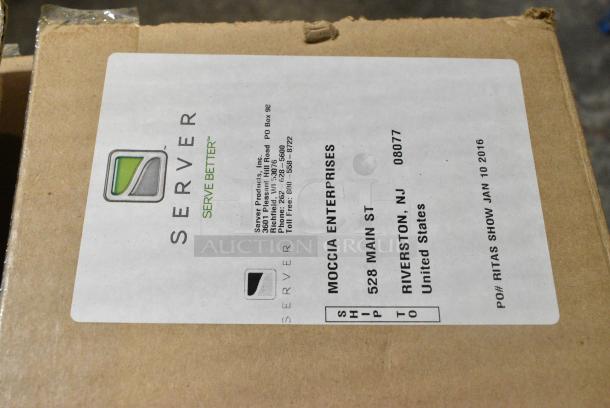 SERVER
SERVE BETTER™
SERVER
Server Products, Inc.
3601 Pleasant Hill Road PO Box 98
Richfield, WI 53076
Phone: 262 - 628-5600
Toll Free: 800 -558-8722
SHIP TO
MOCCIA ENTERPRISES
528 MAIN ST
RIVERSTON, NJ 08077
United States
PO# RITAS SHOW JAN 10 2016
AUCTION GROUP